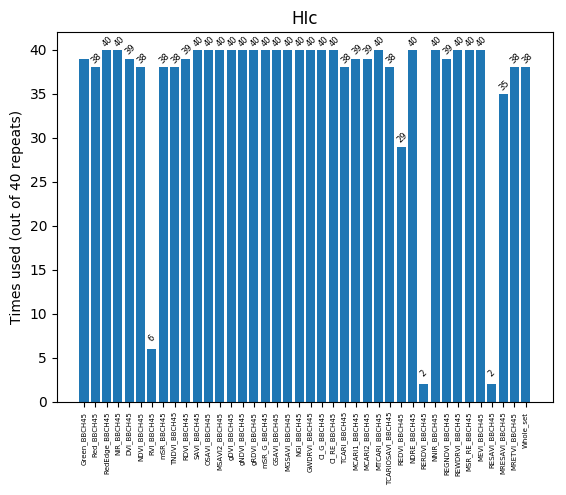 HIc
Times used (out of 40 repeats)
40
35
30
25
20
15
10
5
0
38
40
40
39
38
6
38
38
39
40
40
40
40
40
40
40
40
40
40
40
40
40
38
39
39
40
38
29
40
2
40
39
40
40
40
2
35
38
38
Green_BBCH45
Red_BBCH45
RedEdge_BBCH45
NIR_BBCH45
DVI_BBCH45
NDVI_BBCH45
RVI_BBCH45
mSR_BBCH45
TNDVI_BBCH45
RDVI_BBCH45
SAVI_BBCH45
OSAVI_BBCH45
MSAVI2_BBCH45
gDVI_BBCH45
gNDVI_BBCH45
gRDVI_BBCH45
mSR_G_BBCH45
GSAVI_BBCH45
MGSAVI_BBCH45
NGI_BBCH45
GWDRVI_BBCH45
CI_G_BBCH45
CI_RE_BBCH45
TCARI_BBCH45
MCARI1_BBCH45
MCARI2_BBCH45
MTCARI_BBCH45
TCARIOSAVI_BBCH45
REDVI_BBCH45
NDRE_BBCH45
RERDVI_BBCH45
NNIR_BBCH45
REGNDVI_BBCH45
REWDRVI_BBCH45
MSR_RE_BBCH45
MEVI_BBCH45
RESAVI_BBCH45
MRESAVI_BBCH45
MRETVI_BBCH45
Whole_set